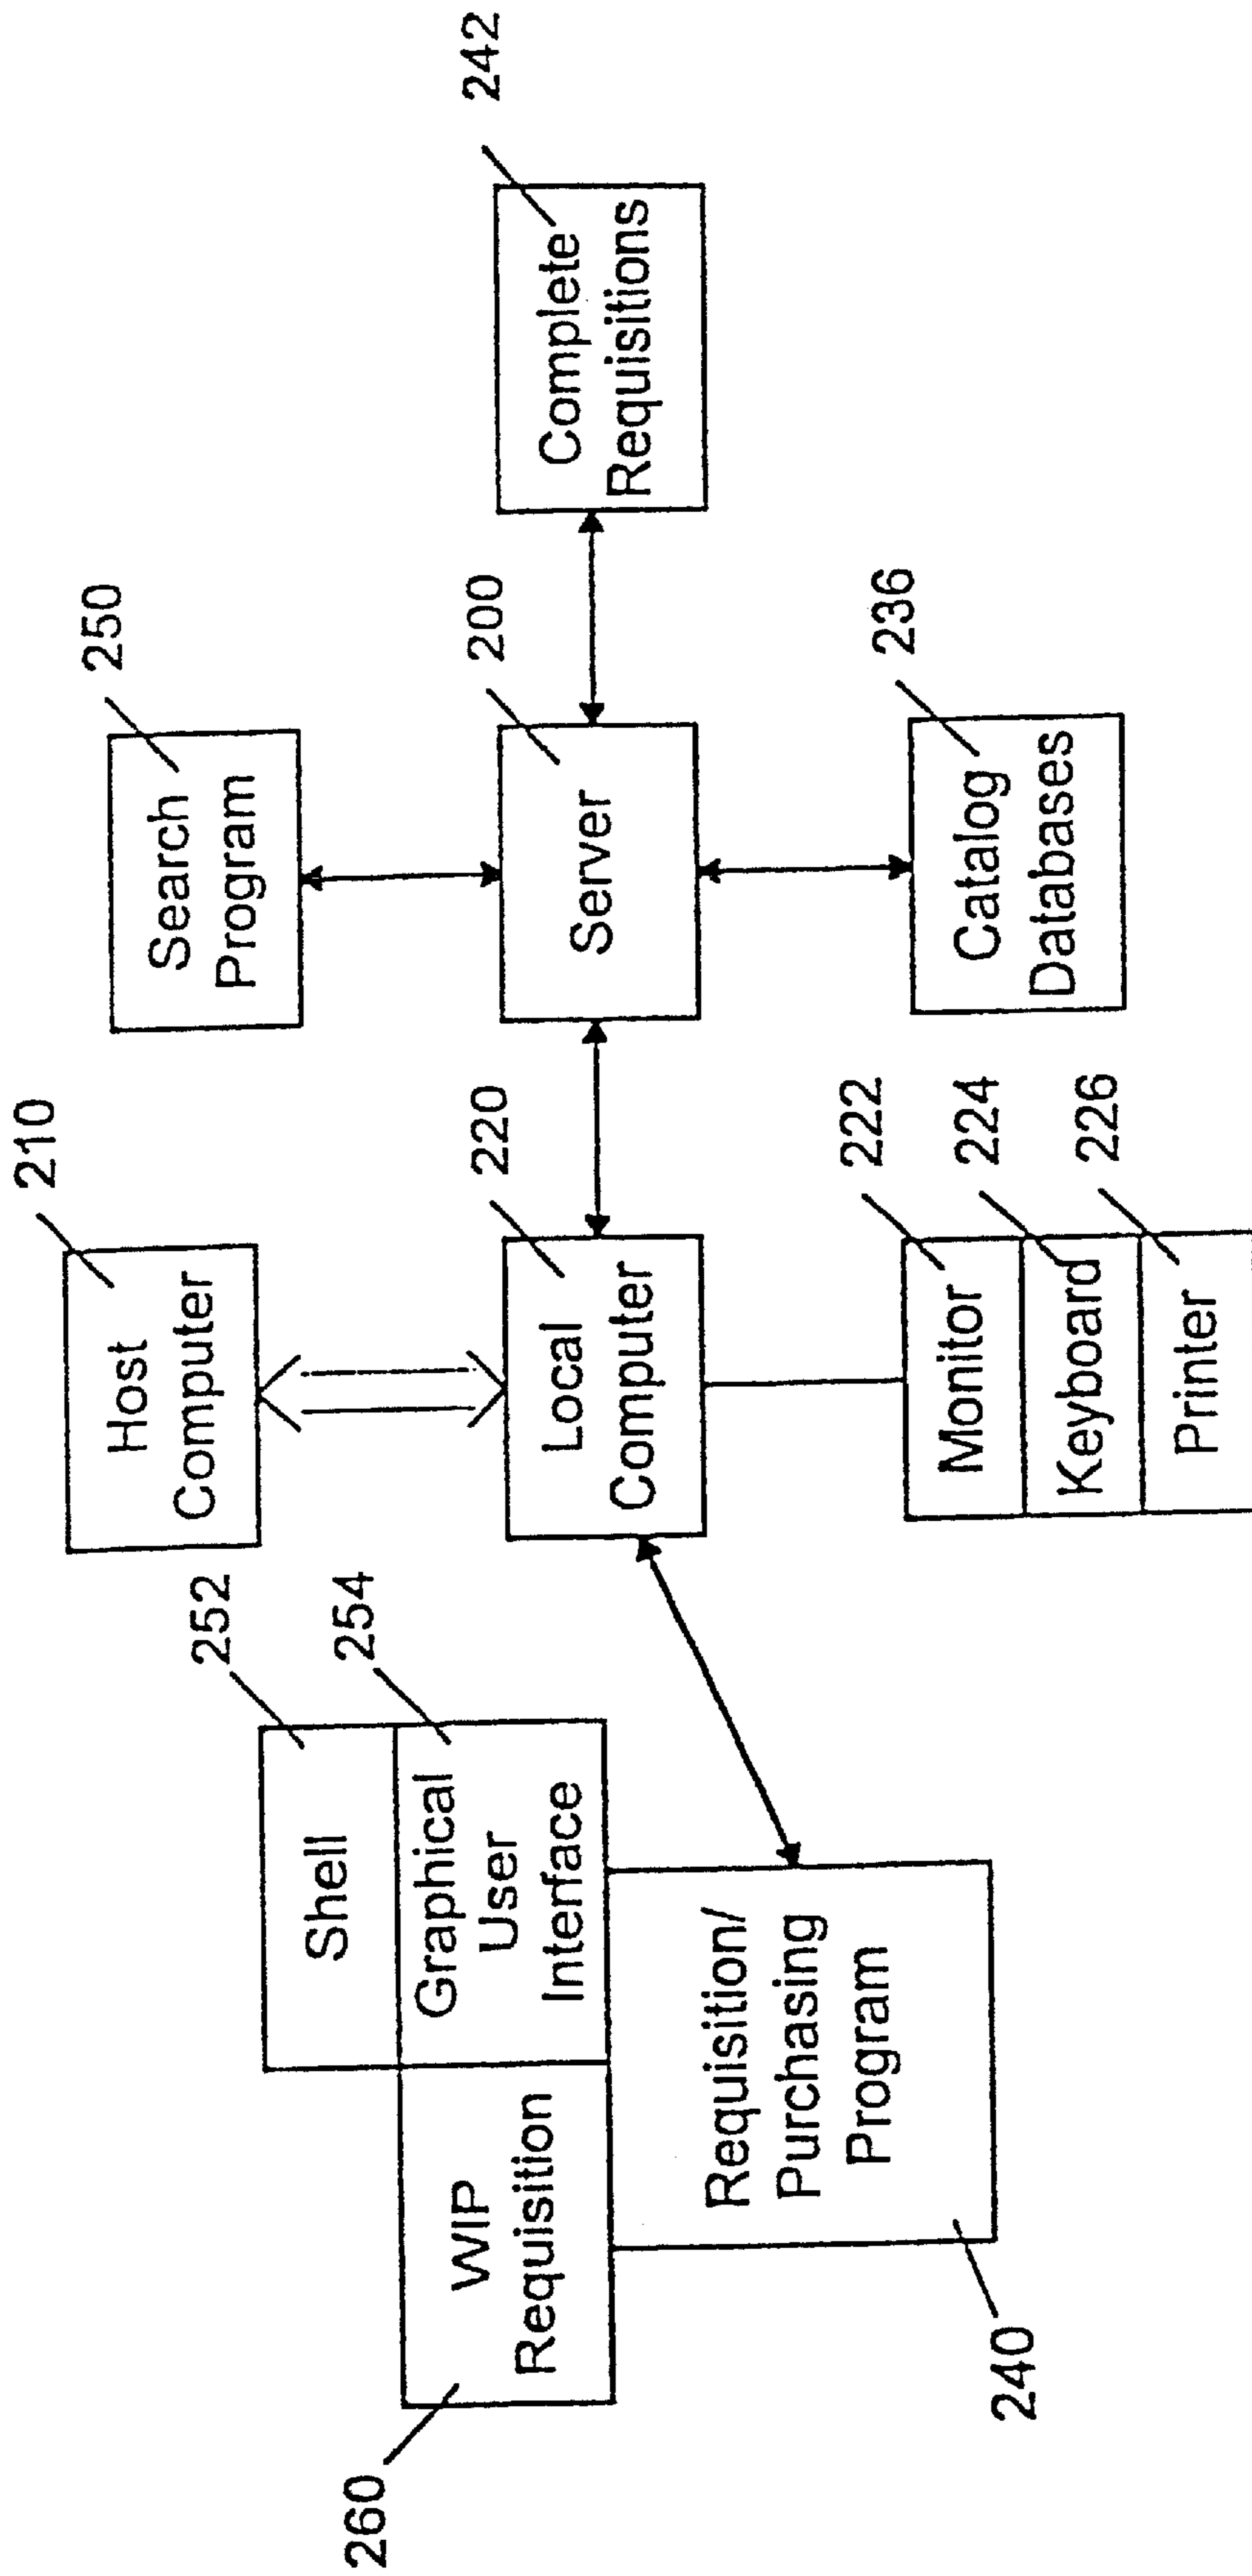 260
WIP
Requisition
Shell
252
Graphical
User
Interface
254
Requisition/
Purchasing
Program
240
Host
Computer
210
Local
Computer
220
Monitor
222
Keyboard
224
Printer
226
Search
Program
250
Server
200
Catalog
Databases
236
Complete
Requisitions
242